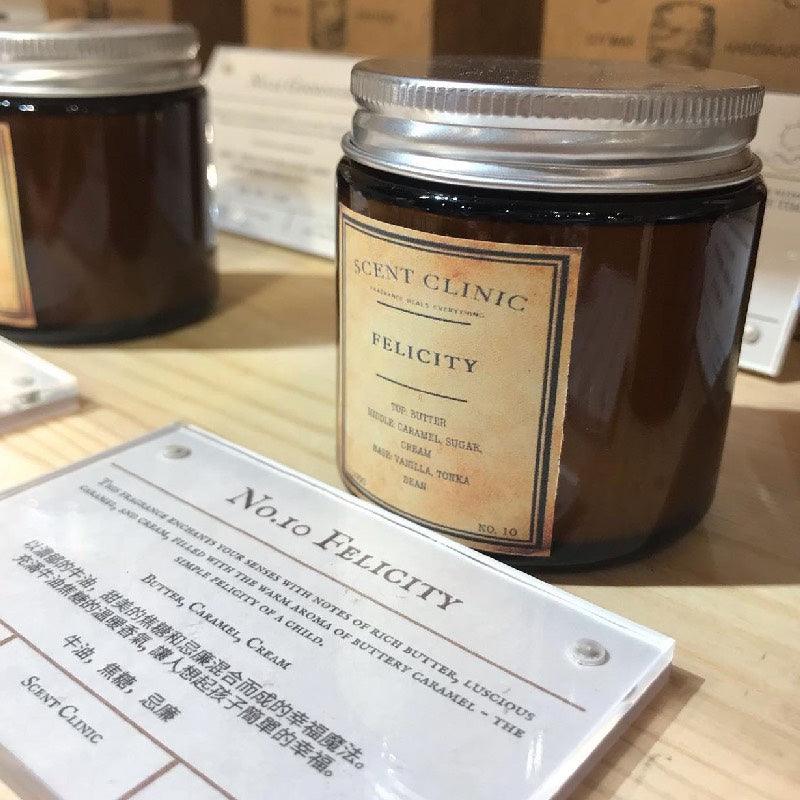 SCENT CLINIC
FRAGRANCE HEALS EVERYTHING
FELICITY
TOP: BUTTER
MIDDLE: CARAMEL, SUGAR,
CREAM
BASE: VANILLA, TONKA
BEAN
NO. 10
No.10 Felicity
This fragrance enchants your senses with notes of rich butter, luscious
caramel, and cream, filled with the warm aroma of buttery caramel - the
simple felicity of a child.
Butter, Caramel, Cream
以濃郁的牛油，甜美的焦糖和忌廉混合而成的幸福魔法。
充滿牛油焦糖的溫暖香氣，讓人想起孩子簡單的幸福。
牛油，焦糖，忌廉
Scent Clinic